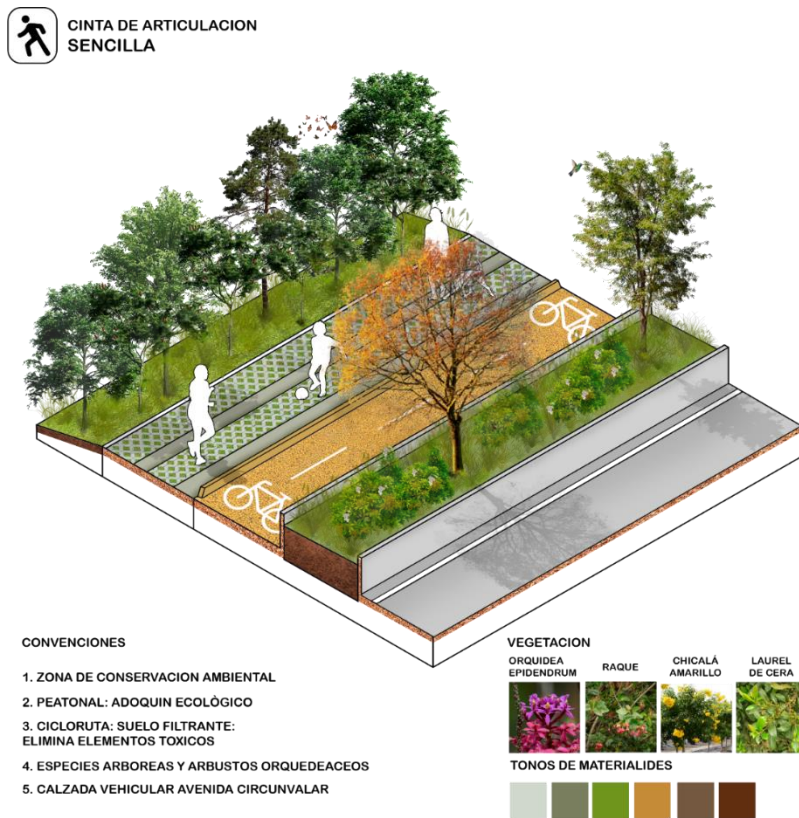 CINTA DE ARTICULACION
SENCILLA
CONVENCIONES
1. ZONA DE CONSERVACION AMBIENTAL
2. PEATONAL: ADOQUIN ECOLÒGICO
3. CICLORUTA: SUELO FILTRANTE:
ELIMINA ELEMENTOS TOXICOS
4. ESPECIES ARBOREAS Y ARBUSTOS ORQUEDEACEOS
5. CALZADA VEHICULAR AVENIDA CIRCUNVALAR
VEGETACION
ORQUIDEA
EPIDENDRUM
RAQUE
CHICALÁ
AMARILLO
LAUREL
DE CERA
TONOS DE MATERIALIDES